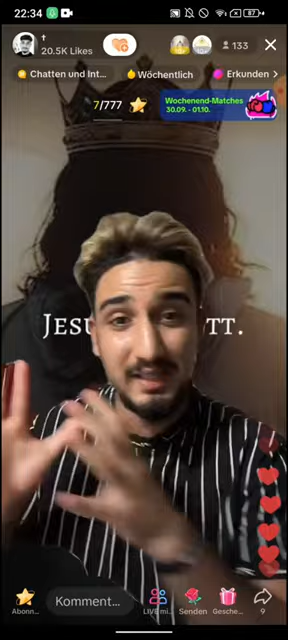 22:34
87
†
20.5K Likes
133
Chatten und Int...
Wöchentlich
Erkunden
7/777
Wochenend-Matches
30.09. - 01.10.
TT.
Abonn...
Komment...
LIVE mi...
Senden
Gesche...
9